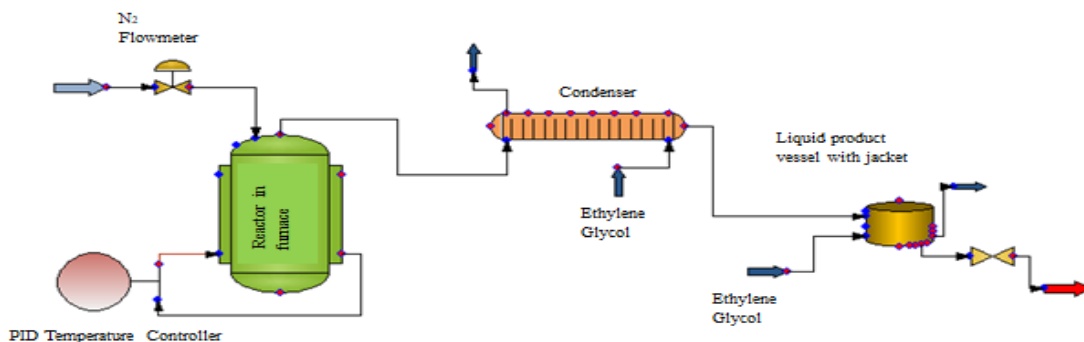 N₂
Flowmeter
Condenser
Liquid product
vessel with jacket
Reactor in
furnace
Ethylene
Glycol
Ethylene
Glycol
PID Temperature Controller